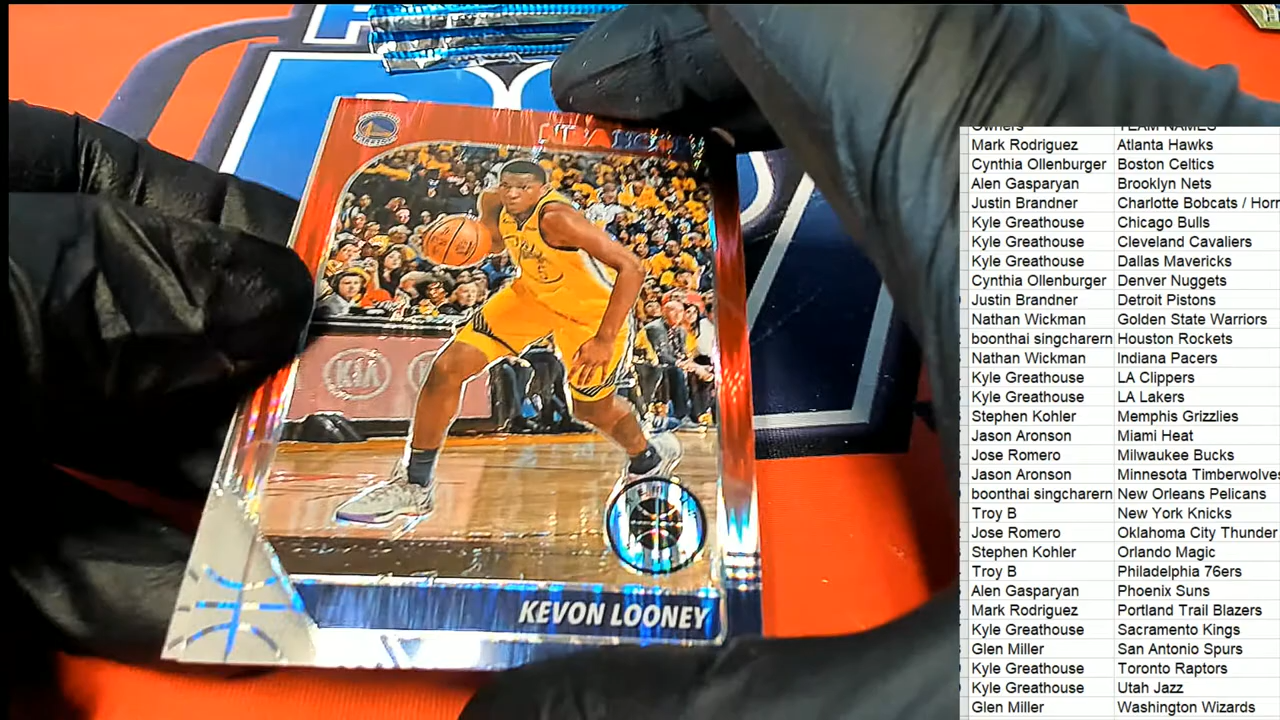 KEVON LOONEY
KIA
Owners TEAM NAMES
Mark Rodriguez Atlanta Hawks
Cynthia Ollenburger Boston Celtics
Alen Gasparyan Brooklyn Nets
Justin Brandner Charlotte Bobcats / Horr
Kyle Greathouse Chicago Bulls
Kyle Greathouse Cleveland Cavaliers
Kyle Greathouse Dallas Mavericks
Cynthia Ollenburger Denver Nuggets
Justin Brandner Detroit Pistons
Nathan Wickman Golden State Warriors
boonthai singcharern Houston Rockets
Nathan Wickman Indiana Pacers
Kyle Greathouse LA Clippers
Kyle Greathouse LA Lakers
Stephen Kohler Memphis Grizzlies
Jason Aronson Miami Heat
Jose Romero Milwaukee Bucks
Jason Aronson Minnesota Timberwolves
boonthai singcharern New Orleans Pelicans
Troy B New York Knicks
Jose Romero Oklahoma City Thunder
Stephen Kohler Orlando Magic
Troy B Philadelphia 76ers
Alen Gasparyan Phoenix Suns
Mark Rodriguez Portland Trail Blazers
Kyle Greathouse Sacramento Kings
Glen Miller San Antonio Spurs
Kyle Greathouse Toronto Raptors
Kyle Greathouse Utah Jazz
Glen Miller Washington Wizards